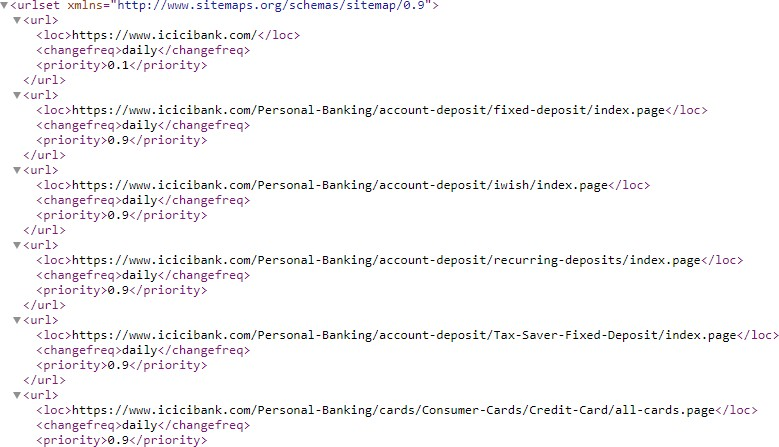 <urlset xmlns="http://www.sitemaps.org/schemas/sitemap/0.9">
<url>
<loc>https://www.icicibank.com/</loc>
<changefreq>daily</changefreq>
<priority>0.1</priority>
</url>
<url>
<loc>https://www.icicibank.com/Personal-Banking/account-deposit/fixed-deposit/index.page</loc>
<changefreq>daily</changefreq>
<priority>0.9</priority>
</url>
<url>
<loc>https://www.icicibank.com/Personal-Banking/account-deposit/iwish/index.page</loc>
<changefreq>daily</changefreq>
<priority>0.9</priority>
</url>
<url>
<loc>https://www.icicibank.com/Personal-Banking/account-deposit/recurring-deposits/index.page</loc>
<changefreq>daily</changefreq>
<priority>0.9</priority>
</url>
<url>
<loc>https://www.icicibank.com/Personal-Banking/account-deposit/Tax-Saver-Fixed-Deposit/index.page</loc>
<changefreq>daily</changefreq>
<priority>0.9</priority>
</url>
<url>
<loc>https://www.icicibank.com/Personal-Banking/cards/Consumer-Cards/Credit-Card/all-cards.page</loc>
<changefreq>daily</changefreq>
<priority>0.9</priority>